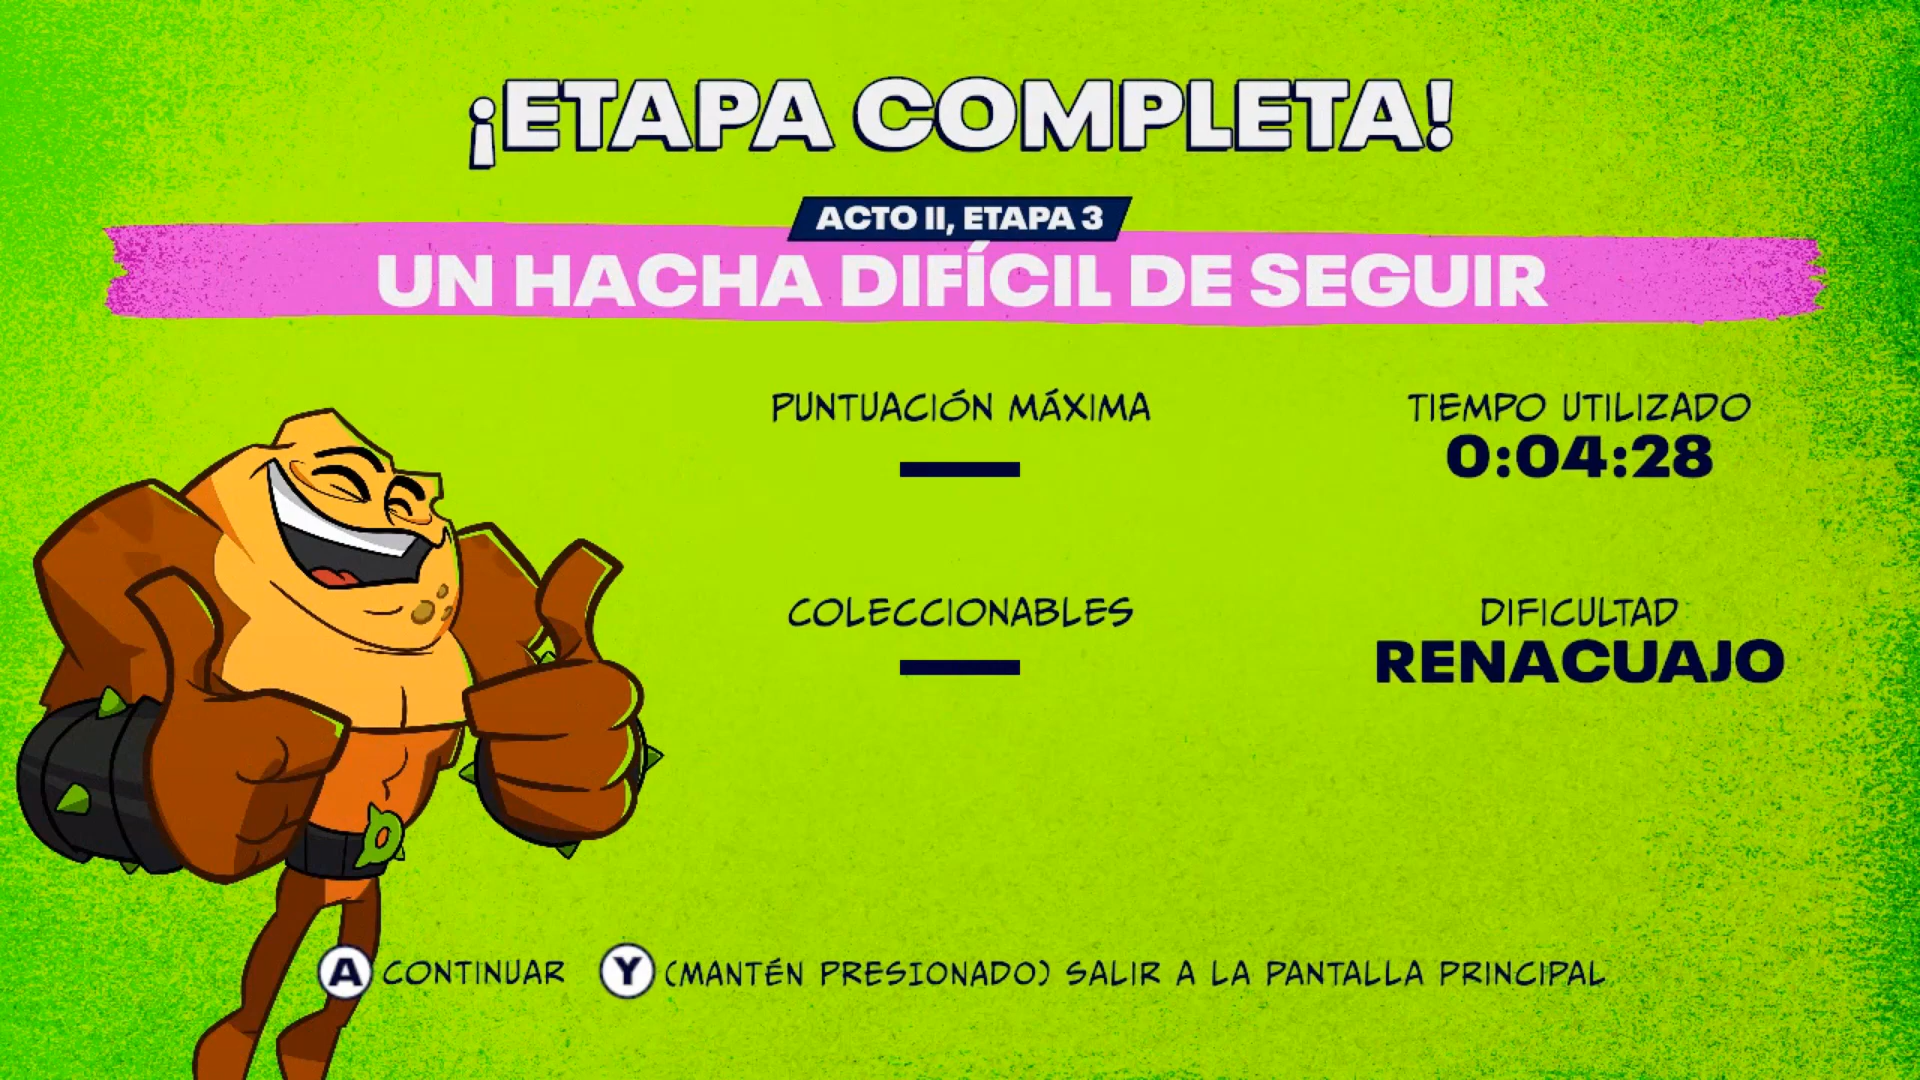 ¡ETAPA COMPLETA!
ACTO II, ETAPA 3
UN HACHA DIFÍCIL DE SEGUIR
PUNTUACIÓN MÁXIMA
TIEMPO UTILIZADO
0:04:28
COLECCIONABLES
DIFICULTAD
RENACUAJO
A CONTINUAR Y (MANTÉN PRESIONADO) SALIR A LA PANTALLA PRINCIPAL